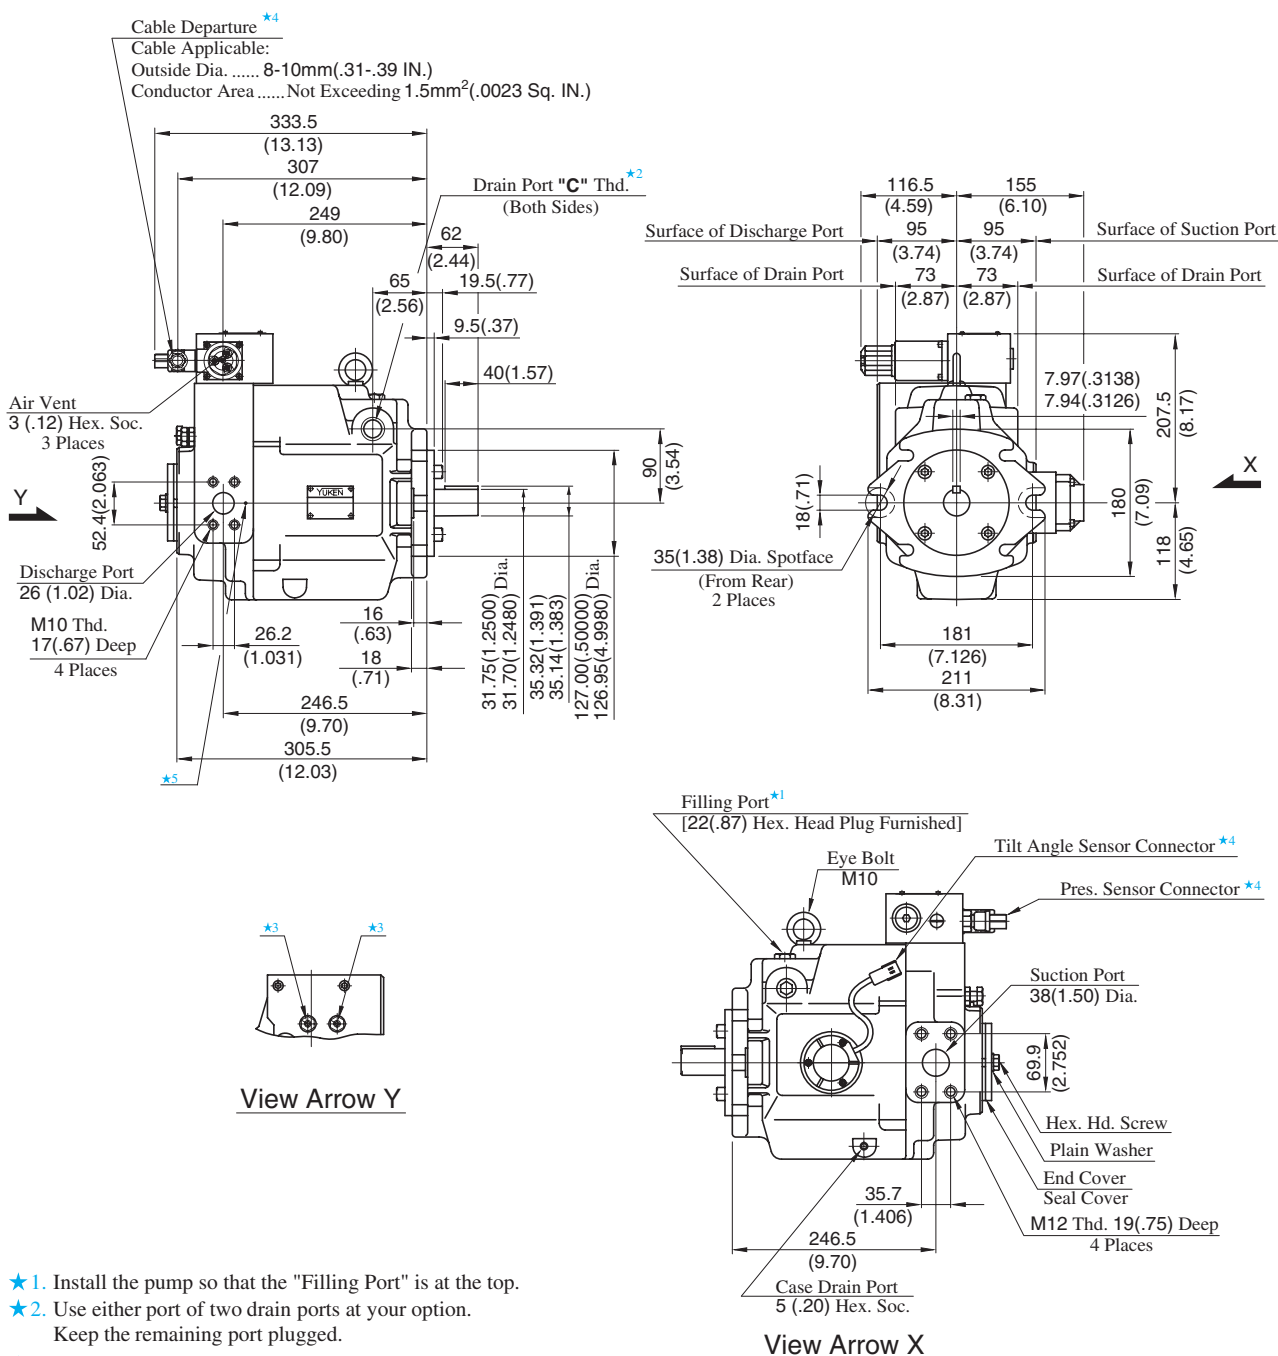 Cable Departure ★4
Cable Applicable:
Outside Dia. ...... 8-10mm(.31-.39 IN.)
Conductor Area ...... Not Exceeding 1.5mm²(.0023 Sq. IN.)
333.5
(13.13)
307
(12.09)
249
(9.80)
Drain Port "C" Thd.★2
(Both Sides)
62
(2.44)
65
(2.56)
19.5(.77)
9.5(.37)
40(1.57)
Air Vent
3 (.12) Hex. Soc.
3 Places
52.4(2.063)
Y
YUKEN
90
(3.54)
Discharge Port
26 (1.02) Dia.
M10 Thd.
17(.67) Deep
4 Places
26.2
(1.031)
16
(.63)
18
(.71)
246.5
(9.70)
305.5
(12.03)
★5
31.75(1.2500) Dia.
31.70(1.2480)
35.32(1.391)
35.14(1.383)
127.00(.50000) Dia.
126.95(4.9980)
116.5
(4.59)
155
(6.10)
Surface of Discharge Port
95
(3.74)
95
(3.74)
Surface of Suction Port
Surface of Drain Port
73
(2.87)
73
(2.87)
Surface of Drain Port
7.97(.3138)
7.94(.3126)
207.5
(8.17)
X
18(.71)
180
(7.09)
118
(4.65)
35(1.38) Dia. Spotface
(From Rear)
2 Places
181
(7.126)
211
(8.31)
★3
★3
View Arrow Y
Filling Port★1
[22(.87) Hex. Head Plug Furnished]
Eye Bolt
M10
Tilt Angle Sensor Connector ★4
Pres. Sensor Connector ★4
Suction Port
38(1.50) Dia.
69.9
(2.752)
Hex. Hd. Screw
Plain Washer
End Cover
Seal Cover
M12 Thd. 19(.75) Deep
4 Places
35.7
(1.406)
246.5
(9.70)
Case Drain Port
5 (.20) Hex. Soc.
View Arrow X
★1. Install the pump so that the "Filling Port" is at the top.
★2. Use either port of two drain ports at your option.
Keep the remaining port plugged.